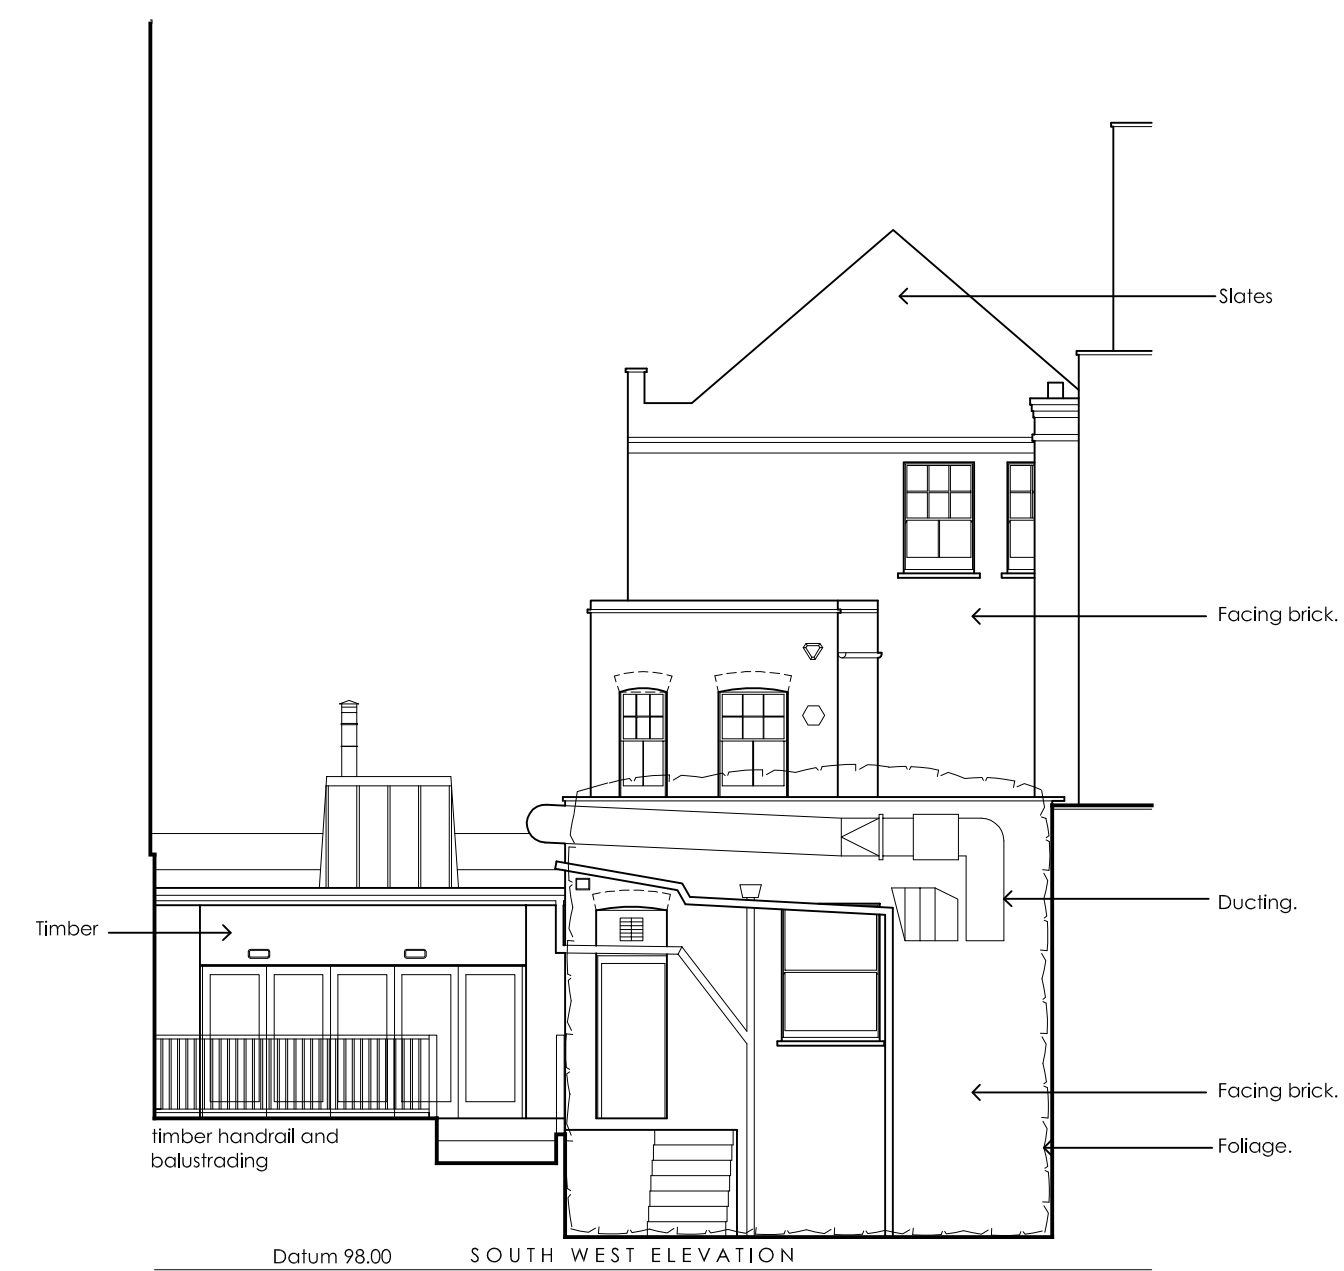 Slates
Facing brick.
Ducting.
Timber
Facing brick.
timber handrail and
balustrading
Foliage.
Datum 98.00
SOUTH WEST ELEVATION